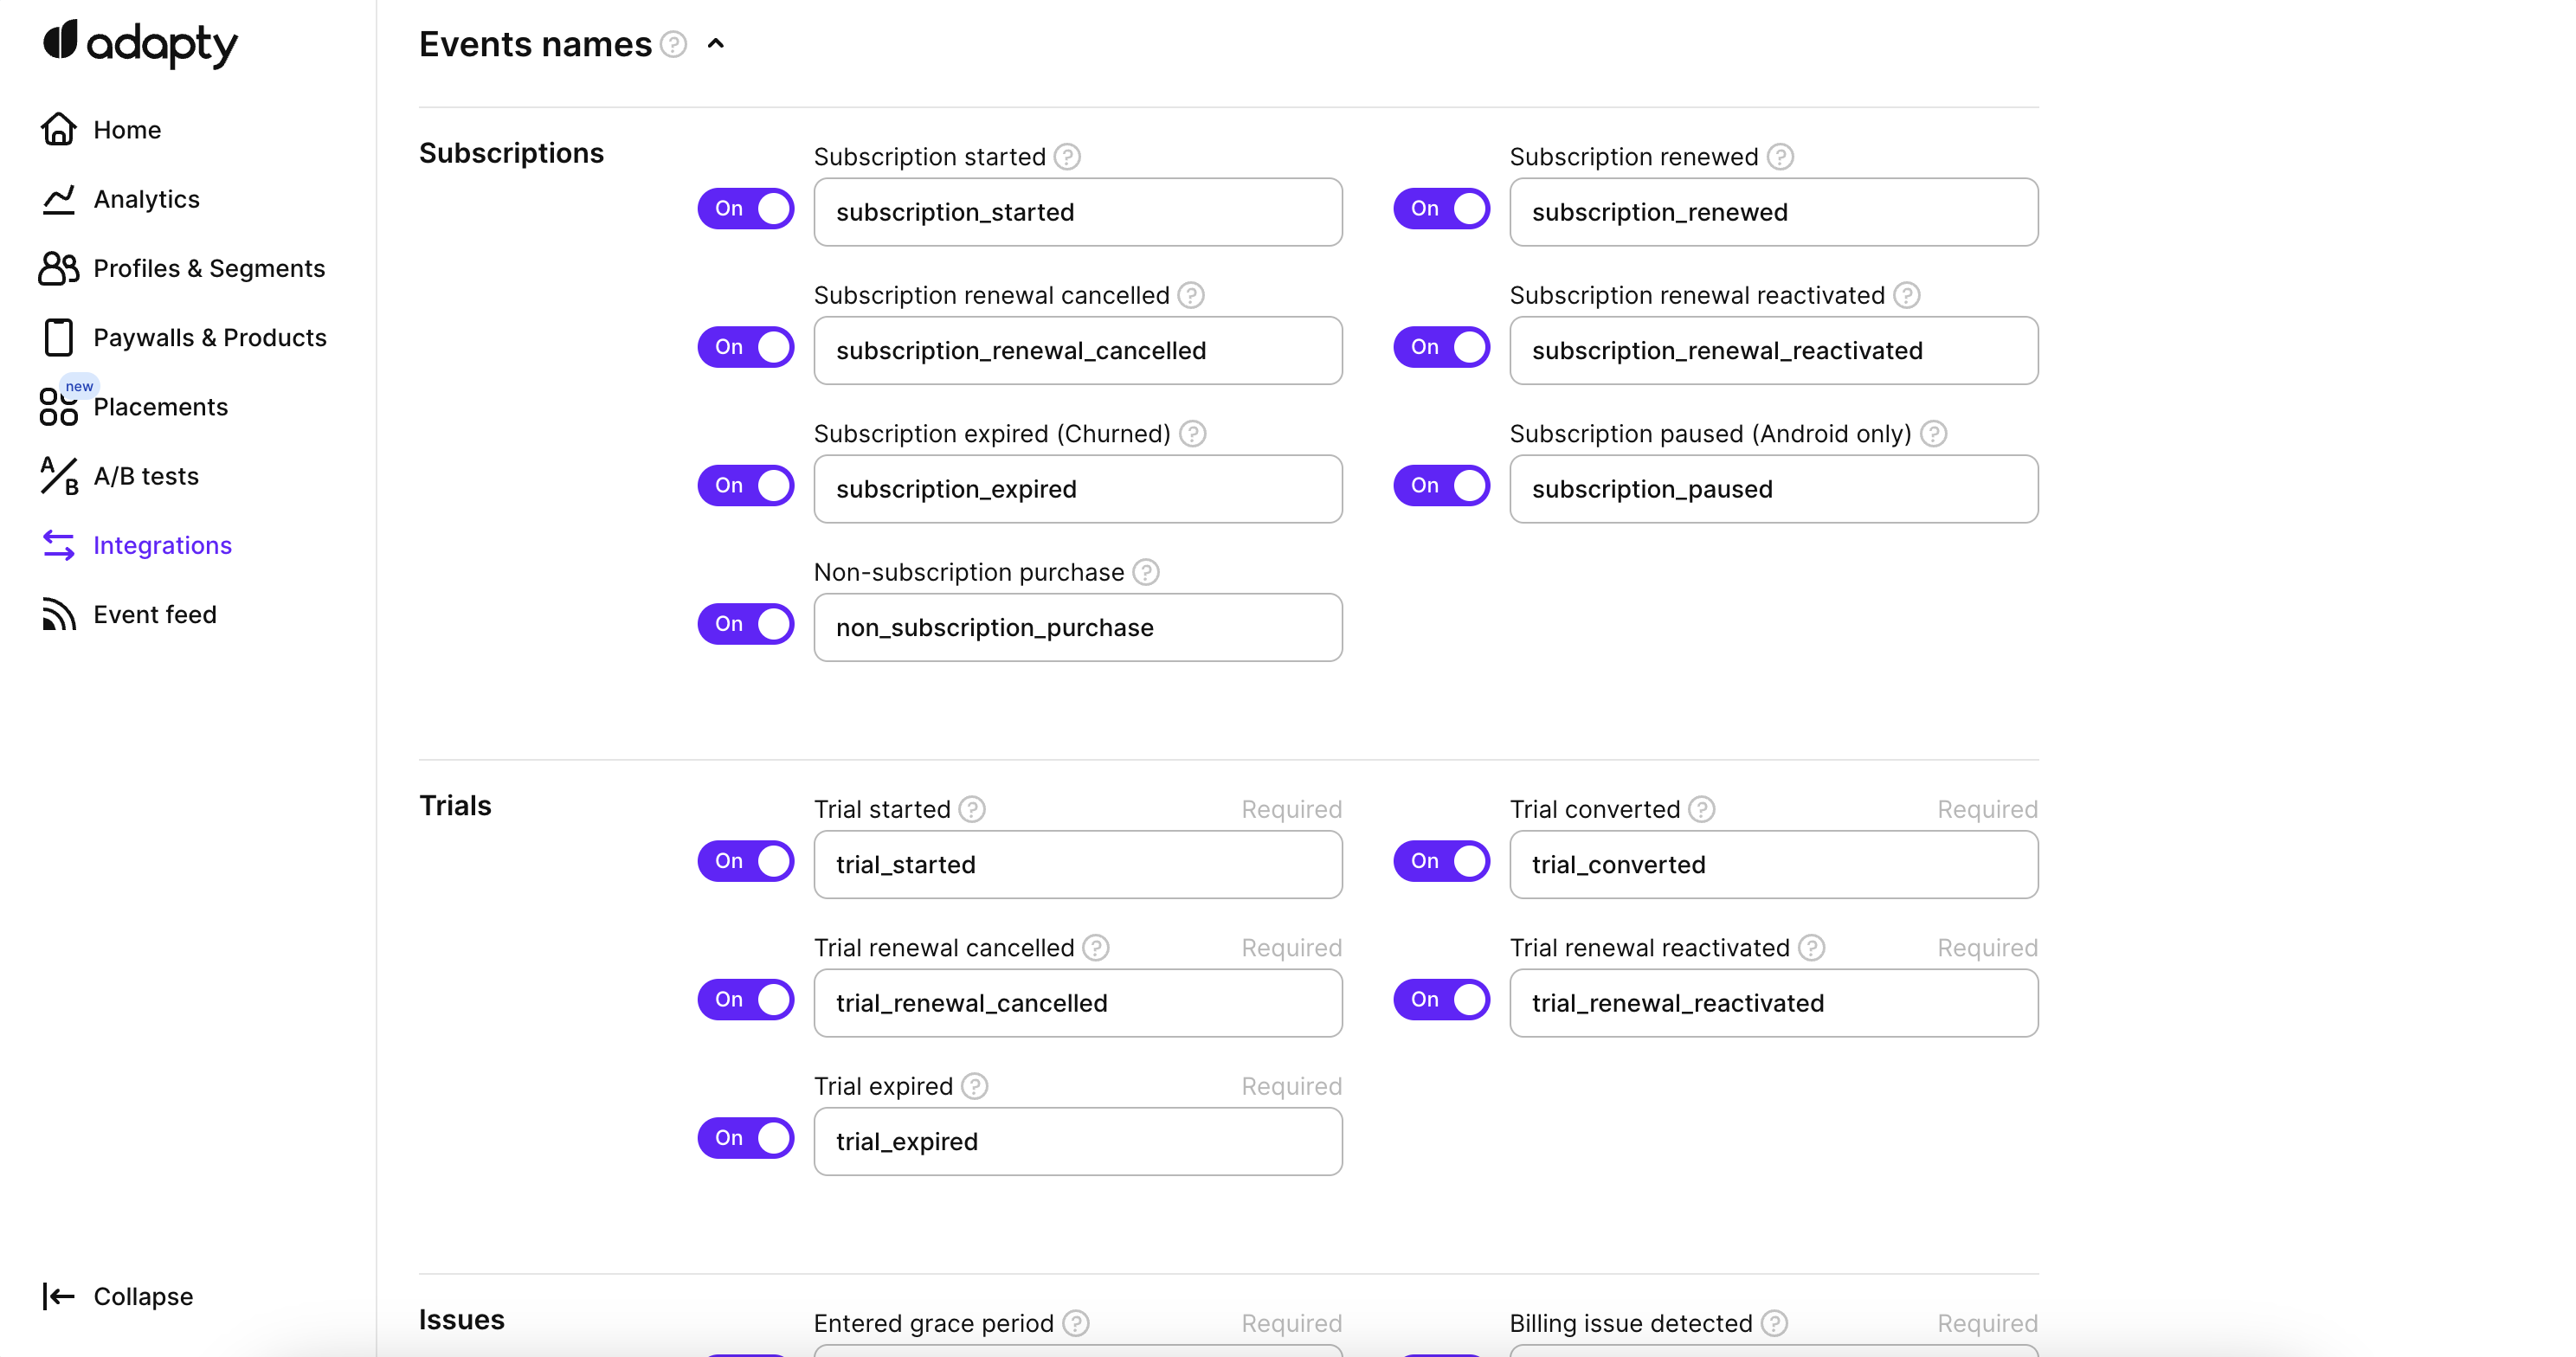 adapty
Home
Analytics
Profiles & Segments
Paywalls & Products
new
Placements
A/B tests
Integrations
Event feed
Collapse
Events names ?
Subscriptions
Subscription started ?
On subscription_started
Subscription renewed ?
On subscription_renewed
Subscription renewal cancelled ?
On subscription_renewal_cancelled
Subscription renewal reactivated ?
On subscription_renewal_reactivated
Subscription expired (Churned) ?
On subscription_expired
Subscription paused (Android only) ?
On subscription_paused
Non-subscription purchase ?
On non_subscription_purchase
Trials
Trial started ? Required
On trial_started
Trial converted ? Required
On trial_converted
Trial renewal cancelled ? Required
On trial_renewal_cancelled
Trial renewal reactivated ? Required
On trial_renewal_reactivated
Trial expired ? Required
On trial_expired
Issues
Entered grace period ? Required
Billing issue detected ? Required